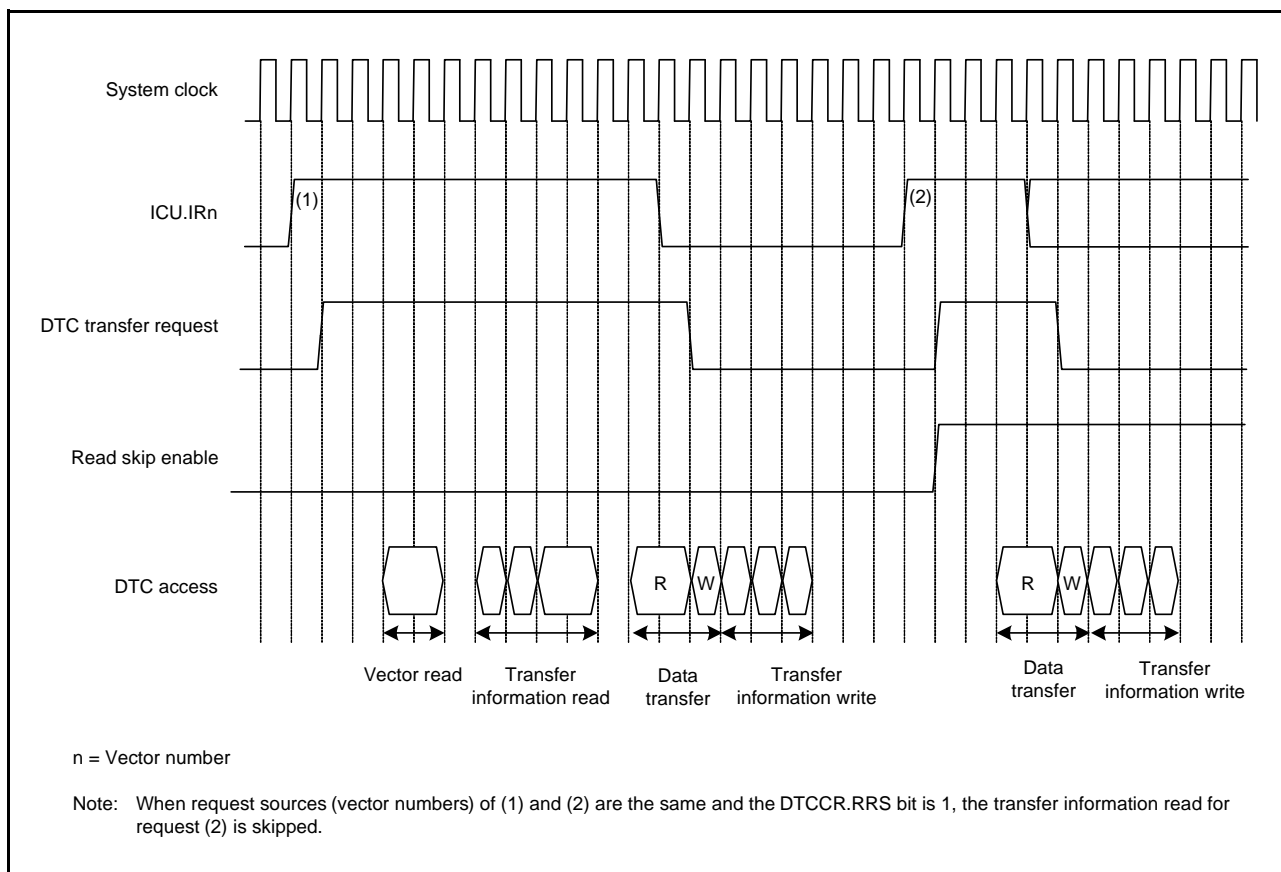 System clock
(1)
(2)
ICU.IRn
DTC transfer request
Read skip enable
DTC access
R
W
R
W
Vector read
Transfer
information read
Data
transfer
Transfer
information write
Data
transfer
Transfer
information write
n = Vector number
Note: When request sources (vector numbers) of (1) and (2) are the same and the DTCCR.RRS bit is 1, the transfer information read for
request (2) is skipped.